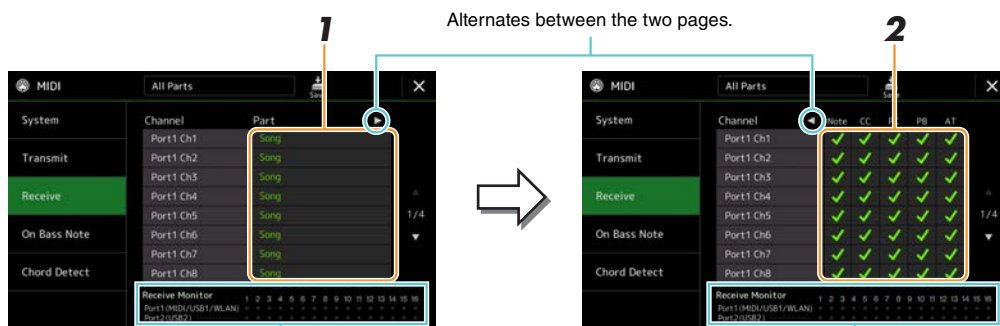 Alternates between the two pages.
1
2
MIDI
All Parts
Save
System
Transmit
Receive
On Bass Note
Chord Detect
Channel Part
Port1 Ch1 Song
Port1 Ch2 Song
Port1 Ch3 Song
Port1 Ch4 Song
Port1 Ch5 Song
Port1 Ch6 Song
Port1 Ch7 Song
Port1 Ch8 Song
1/4
Receive Monitor 1 2 3 4 5 6 7 8 9 10 11 12 13 14 15 16
Port1(MIDI/USB1/WLAN)
Port2(USB2)
MIDI
All Parts
Save
System
Transmit
Receive
On Bass Note
Chord Detect
Channel Note CC PC PB AT
Port1 Ch1
Port1 Ch2
Port1 Ch3
Port1 Ch4
Port1 Ch5
Port1 Ch6
Port1 Ch7
Port1 Ch8
1/4
Receive Monitor 1 2 3 4 5 6 7 8 9 10 11 12 13 14 15 16
Port1(MIDI/USB1/WLAN)
Port2(USB2)